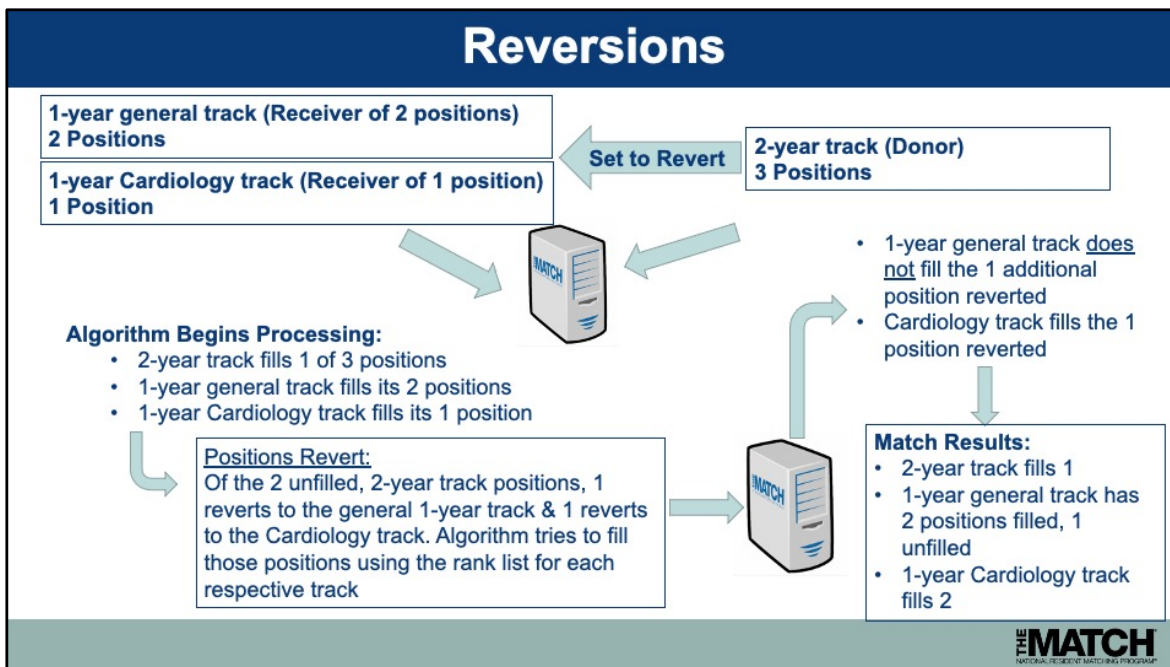 Reversions
1-year general track (Receiver of 2 positions)
2 Positions
1-year Cardiology track (Receiver of 1 position)
1 Position
Set to Revert
2-year track (Donor)
3 Positions
THE MATCH
Algorithm Begins Processing:
• 2-year track fills 1 of 3 positions
• 1-year general track fills its 2 positions
• 1-year Cardiology track fills its 1 position
Positions Revert:
Of the 2 unfilled, 2-year track positions, 1
reverts to the general 1-year track & 1 reverts
to the Cardiology track. Algorithm tries to fill
those positions using the rank list for each
respective track
THE MATCH
• 1-year general track does
not fill the 1 additional
position reverted
• Cardiology track fills the 1
position reverted
Match Results:
• 2-year track fills 1
• 1-year general track has
2 positions filled, 1
unfilled
• 1-year Cardiology track
fills 2
THE MATCH
NATIONAL RESIDENT MATCHING PROGRAM®